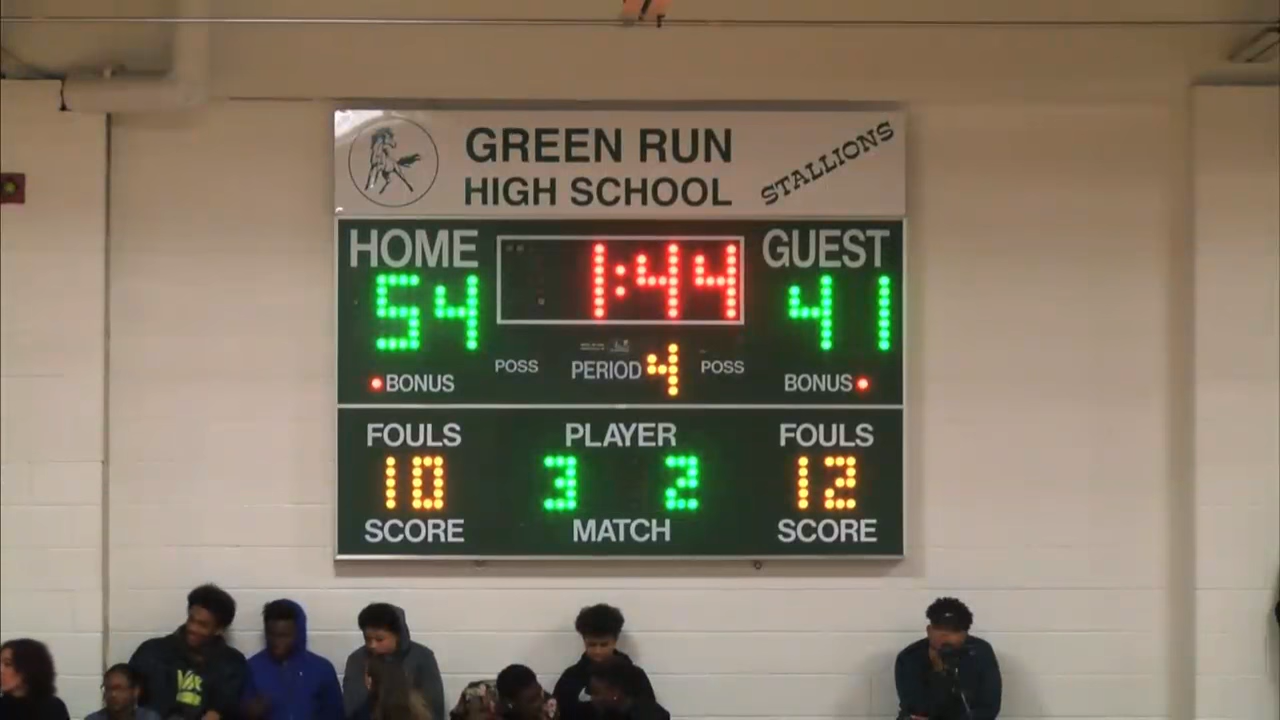 GREEN RUN
HIGH SCHOOL
STALLIONS
HOME
1:44
GUEST
54
41
POSS
PERIOD 4
POSS
BONUS
BONUS
FOULS
PLAYER
FOULS
10
3 2
12
SCORE
MATCH
SCORE